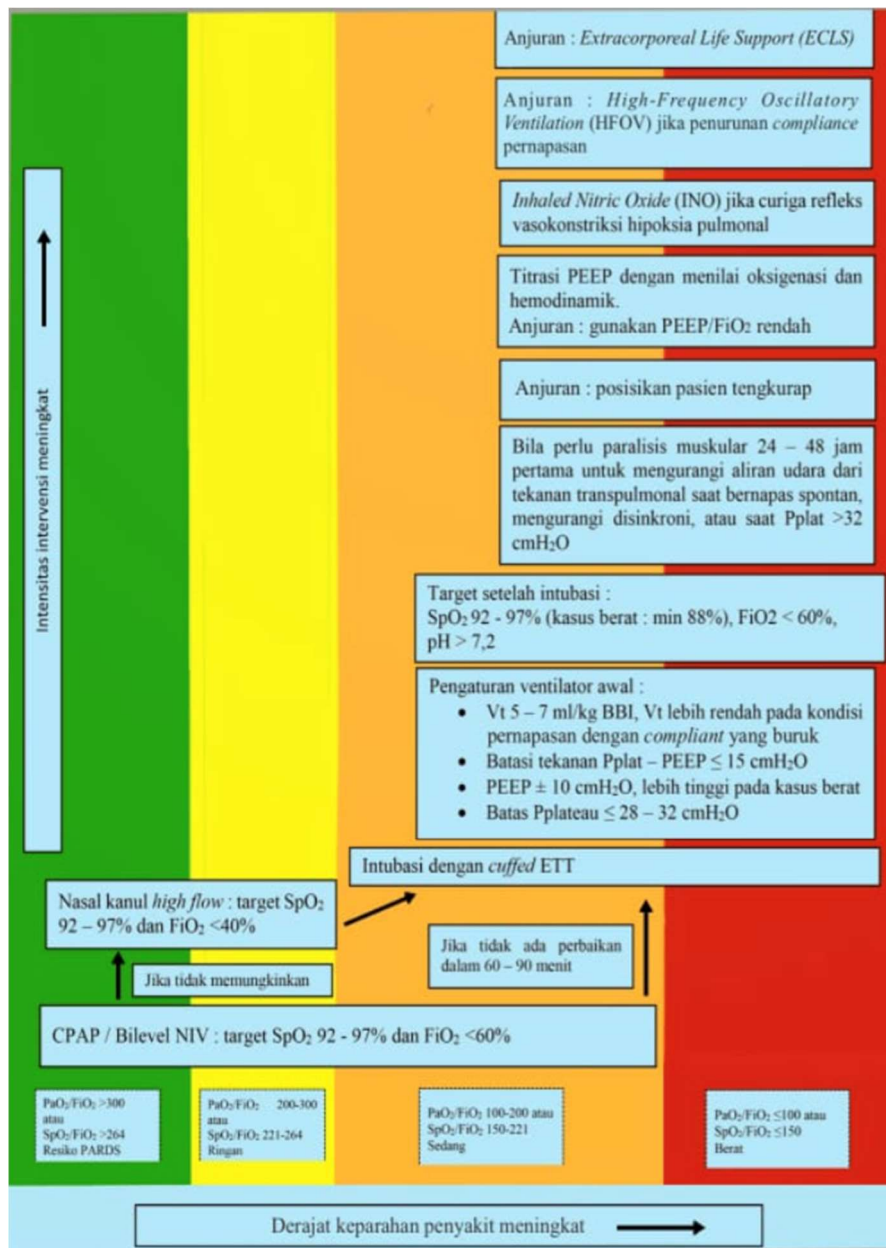 Anjuran : Extracorporeal Life Support (ECLS)
Anjuran : High-Frequency Oscillatory
Ventilation (HFOV) jika penurunan compliance
pernapasan
Inhaled Nitric Oxide (INO) jika curiga refleks
vasokonstriksi hipoksia pulmonal
Titrasi PEEP dengan menilai oksigenasi dan
hemodinamik.
Anjuran : gunakan PEEP/FiO₂ rendah
Anjuran : posisikan pasien tengkurap
Bila perlu paralisis muskular 24 – 48 jam
pertama untuk mengurangi aliran udara dari
tekanan transpulmonal saat bernapas spontan,
mengurangi disinkroni, atau saat Pplat >32
cmH₂O
Target setelah intubasi :
SpO₂ 92 - 97% (kasus berat : min 88%), FiO2 < 60%,
pH > 7,2
Pengaturan ventilator awal :
• Vt 5 – 7 ml/kg BBI, Vt lebih rendah pada kondisi
pernapasan dengan compliant yang buruk
• Batasi tekanan Pplat – PEEP ≤ 15 cmH₂O
• PEEP ± 10 cmH₂O, lebih tinggi pada kasus berat
• Batas Pplateau ≤ 28 – 32 cmH₂O
Intubasi dengan cuffed ETT
Intensitas intervensi meningkat
Nasal kanul high flow : target SpO₂
92 – 97% dan FiO₂ <40%
Jika tidak ada perbaikan
dalam 60 – 90 menit
Jika tidak memungkinkan
CPAP / Bilevel NIV : target SpO₂ 92 - 97% dan FiO₂ <60%
PaO₂/FiO₂ >300
atau
SpO₂/FiO₂ >264
Resiko PARDS
PaO₂/FiO₂ 200-300
atau
SpO₂/FiO₂ 221-264
Ringan
PaO₂/FiO₂ 100-200 atau
SpO₂/FiO₂ 150-221
Sedang
PaO₂/FiO₂ ≤100 atau
SpO₂/FiO₂ ≤150
Berat
Derajat keparahan penyakit meningkat